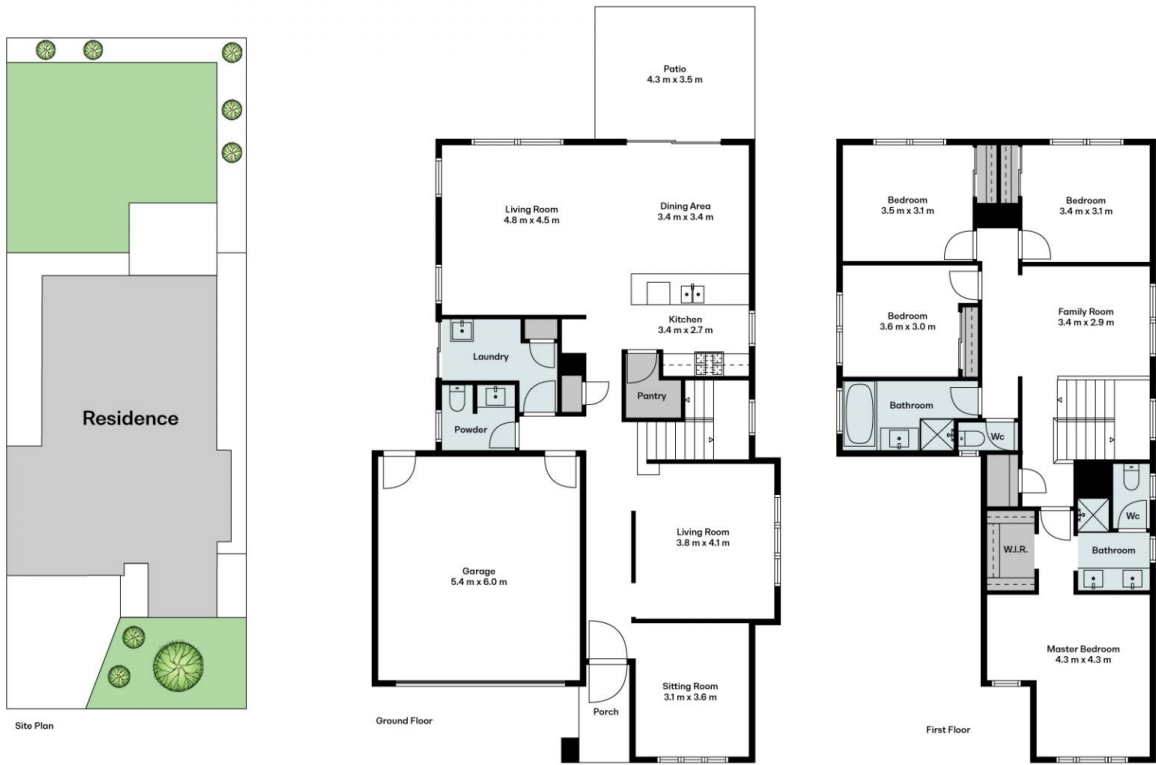 Residence
Site Plan
Patio
4.3 m x 3.5 m
Living Room
4.8 m x 4.5 m
Dining Area
3.4 m x 3.4 m
Kitchen
3.4 m x 2.7 m
Laundry
Pantry
Powder
Living Room
3.8 m x 4.1 m
Garage
5.4 m x 6.0 m
Sitting Room
3.1 m x 3.6 m
Porch
Ground Floor
Bedroom
3.5 m x 3.1 m
Bedroom
3.4 m x 3.1 m
Bedroom
3.6 m x 3.0 m
Family Room
3.4 m x 2.9 m
Bathroom
Wc
Wc
W.I.R.
Bathroom
Master Bedroom
4.3 m x 4.3 m
First Floor